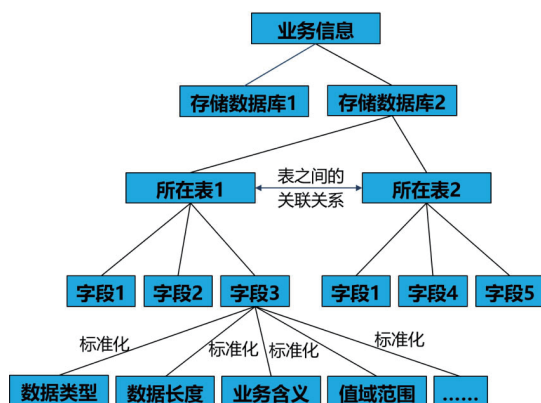 业务信息
存储数据库1
存储数据库2
所在表1
表之间的
关联关系
所在表2
字段1
字段2
字段3
字段1
字段4
字段5
标准化
标准化
标准化
标准化
数据类型
数据长度
业务含义
值域范围
......